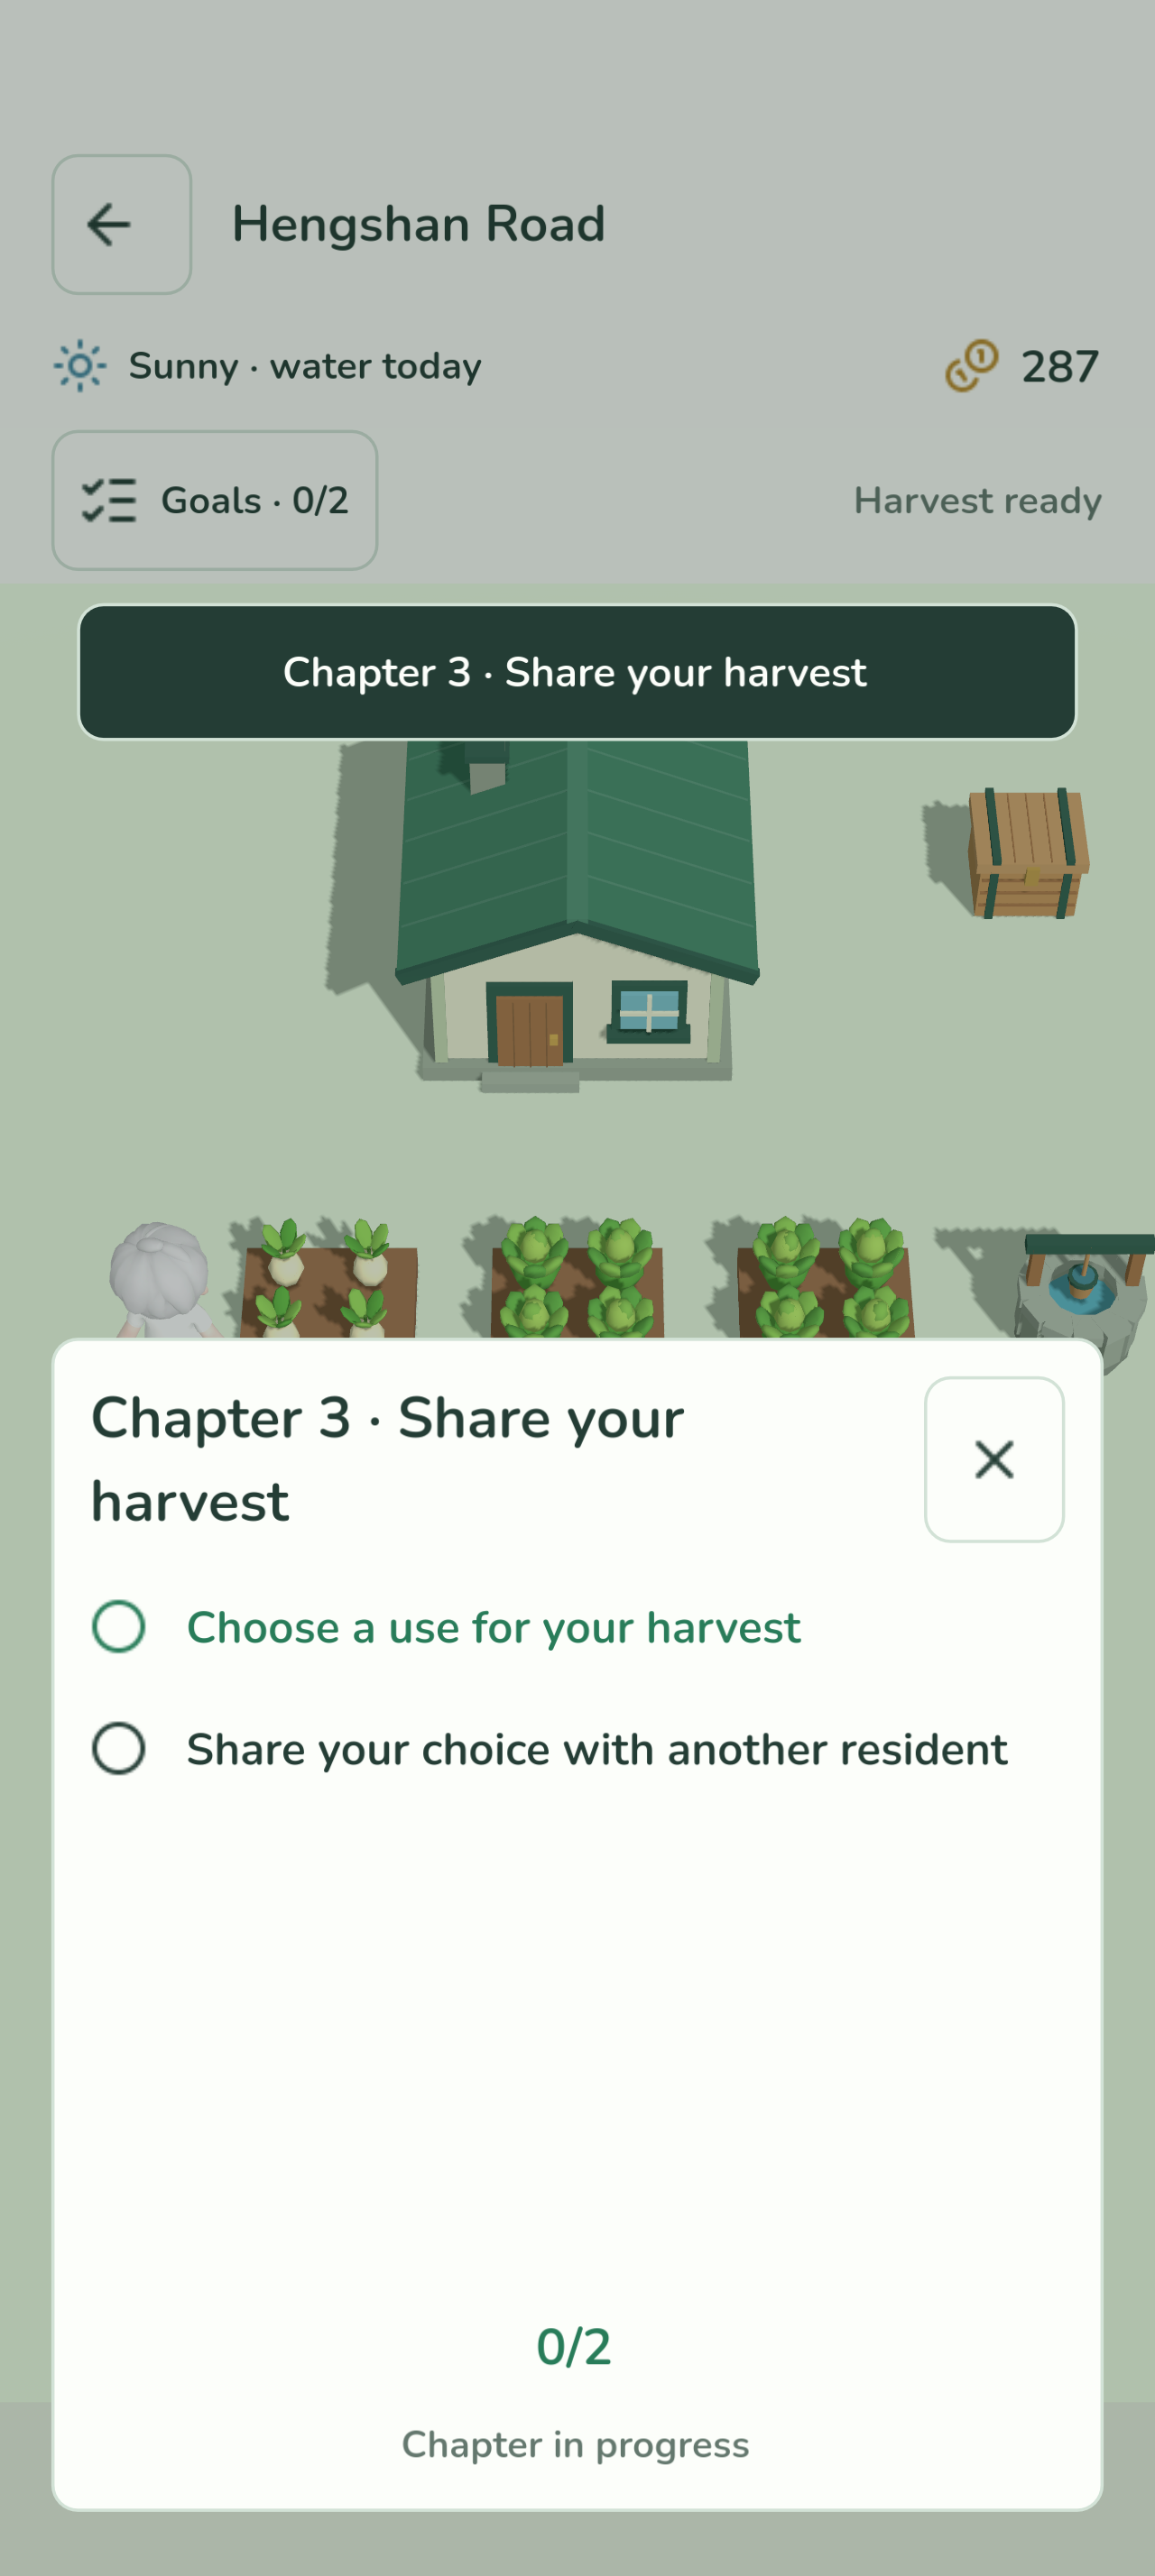 Hengshan Road
Sunny · water today
287
Goals · 0/2
Harvest ready
Chapter 3 · Share your harvest
Chapter 3 · Share your
harvest
Choose a use for your harvest
Share your choice with another resident
0/2
Chapter in progress